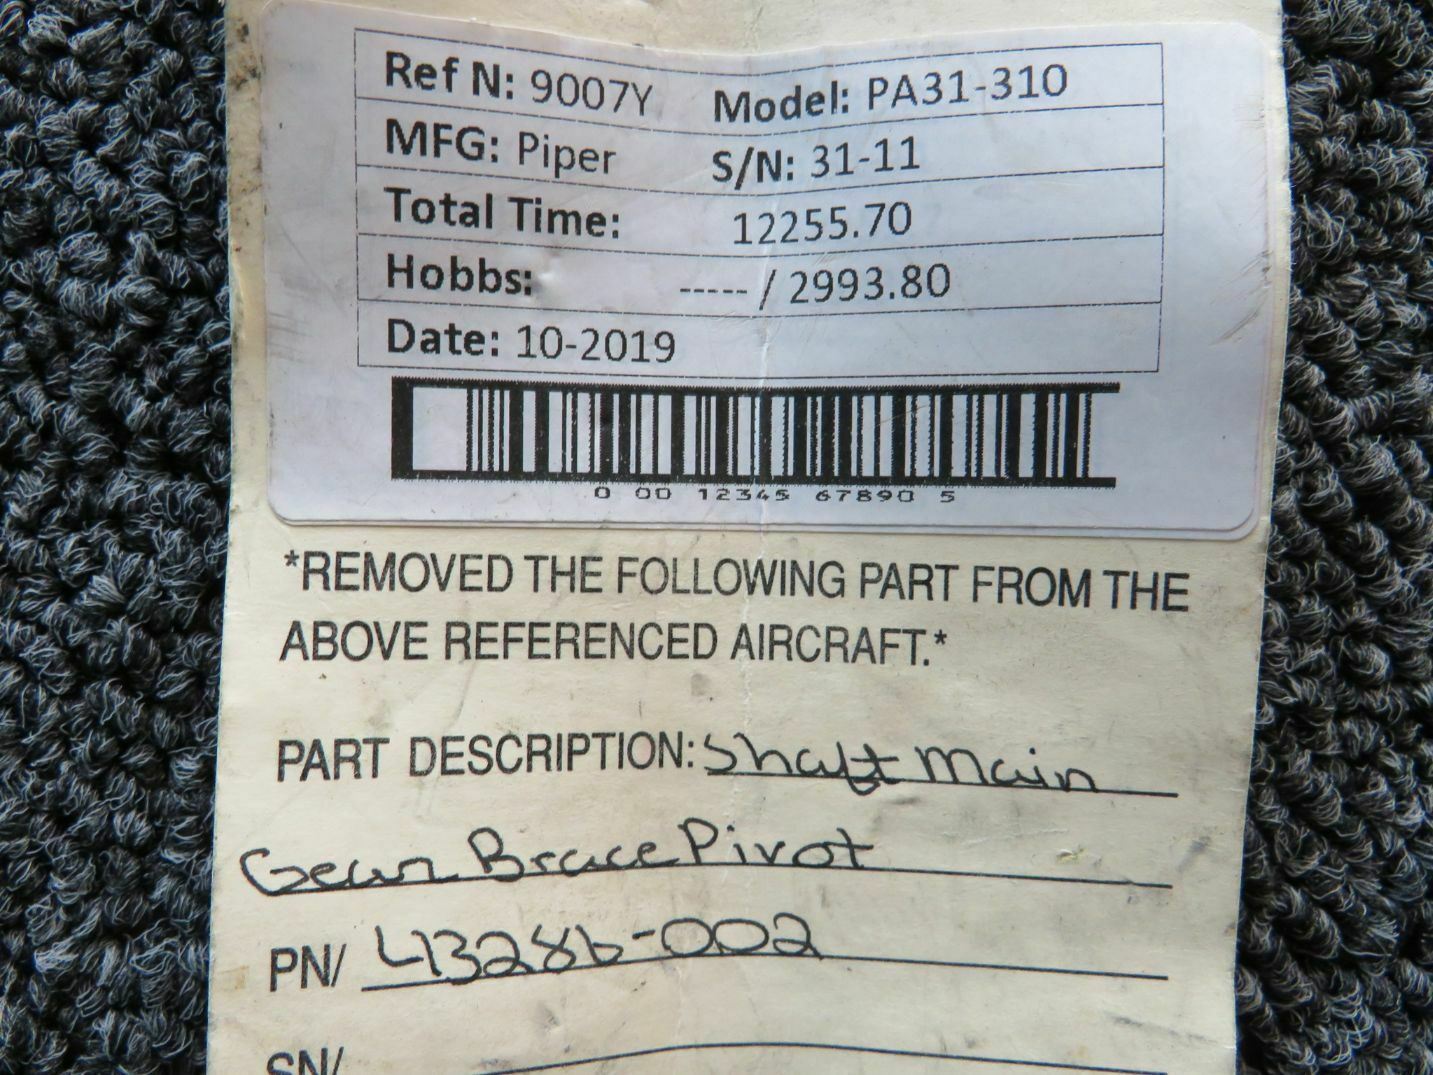 Ref N: 9007Y Model: PA31-310
MFG: Piper S/N: 31-11
Total Time: 12255.70
Hobbs: ----- / 2993.80
Date: 10-2019
0 00 12345 67890 5
*REMOVED THE FOLLOWING PART FROM THE
ABOVE REFERENCED AIRCRAFT.*
PART DESCRIPTION: Shaft Main
Gear Brace Pivot
PN/ 43286-002
SN/